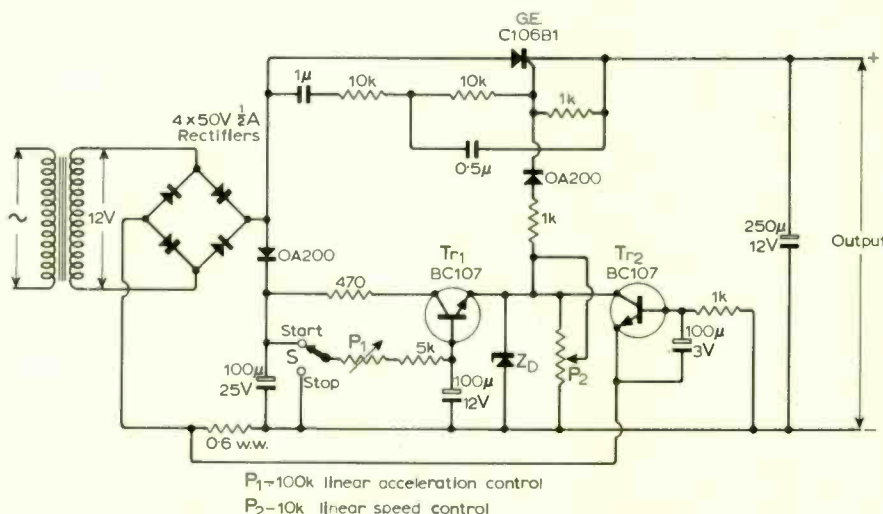 G.E.
C106B1
1μ
10k
10k
1k
4 x 50V ½A
Rectifiers
0·5μ
OA200
12V
+
1k
250μ
12V
Output
OA200
Tr1
BC107
Tr2
BC107
470
1k
Start
P1
5k
S
100μ
3V
100μ
25V
Stop
100μ
12V
ZD
P2
0·6 w.w.
−
P1–100k linear acceleration control
P2–10k linear speed control